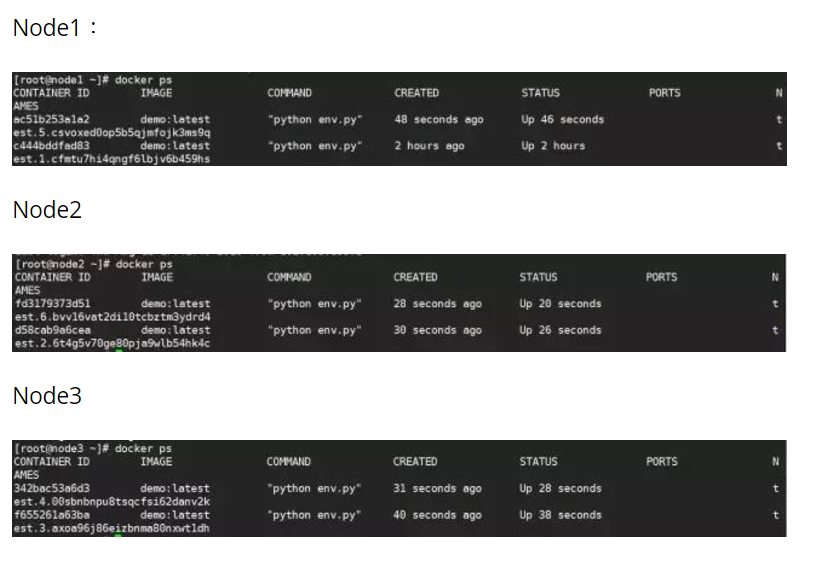 Node1：
[root@node1 ~]# docker ps
CONTAINER ID IMAGE COMMAND CREATED STATUS PORTS N
AMES
ac51b253a1a2 demo:latest "python env.py" 48 seconds ago Up 46 seconds t
est.5.csvoxed0op5b5qjmfojk3ms9q
c444bddfad83 demo:latest "python env.py" 2 hours ago Up 2 hours t
est.1.cfmtu7hi4qngf6lbjv6b459hs
Node2
[root@node2 ~]# docker ps
CONTAINER ID IMAGE COMMAND CREATED STATUS PORTS N
AMES
fd3179373d51 demo:latest "python env.py" 28 seconds ago Up 20 seconds t
est.6.bvv16vat2di10tcbztm3ydrd4
d58cab9a6cea demo:latest "python env.py" 30 seconds ago Up 26 seconds t
est.2.6t4g5v70ge80pja9wlb54hk4c
Node3
[root@node3 ~]# docker ps
CONTAINER ID IMAGE COMMAND CREATED STATUS PORTS N
AMES
342bac53a6d3 demo:latest "python env.py" 31 seconds ago Up 28 seconds t
est.4.00sbnbnpu8tsqcfsi62danv2k
f655261a63ba demo:latest "python env.py" 40 seconds ago Up 38 seconds t
est.3.axoa96j86eizbnma80nxwt1dh